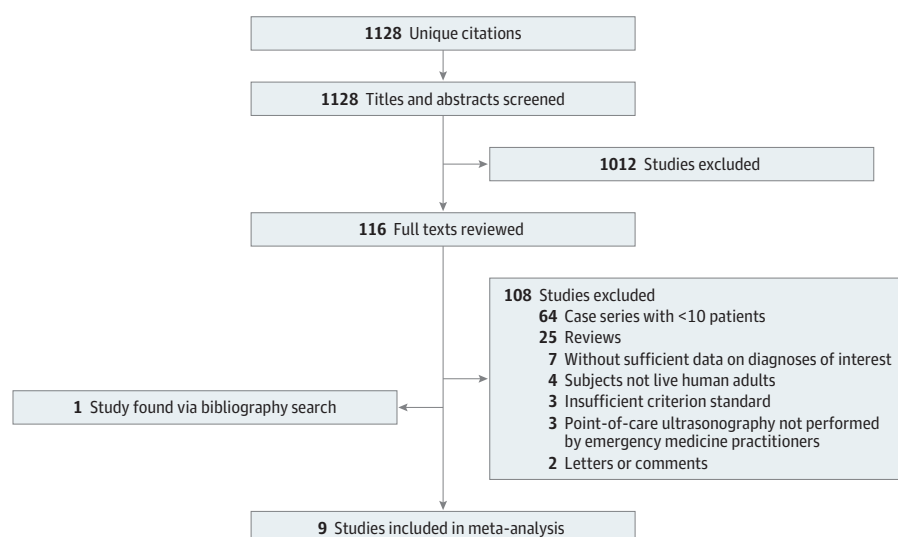 1128 Unique citations
1128 Titles and abstracts screened
1012 Studies excluded
116 Full texts reviewed
108 Studies excluded
64 Case series with <10 patients
25 Reviews
7 Without sufficient data on diagnoses of interest
4 Subjects not live human adults
3 Insufficient criterion standard
3 Point-of-care ultrasonography not performed
by emergency medicine practitioners
2 Letters or comments
1 Study found via bibliography search
9 Studies included in meta-analysis